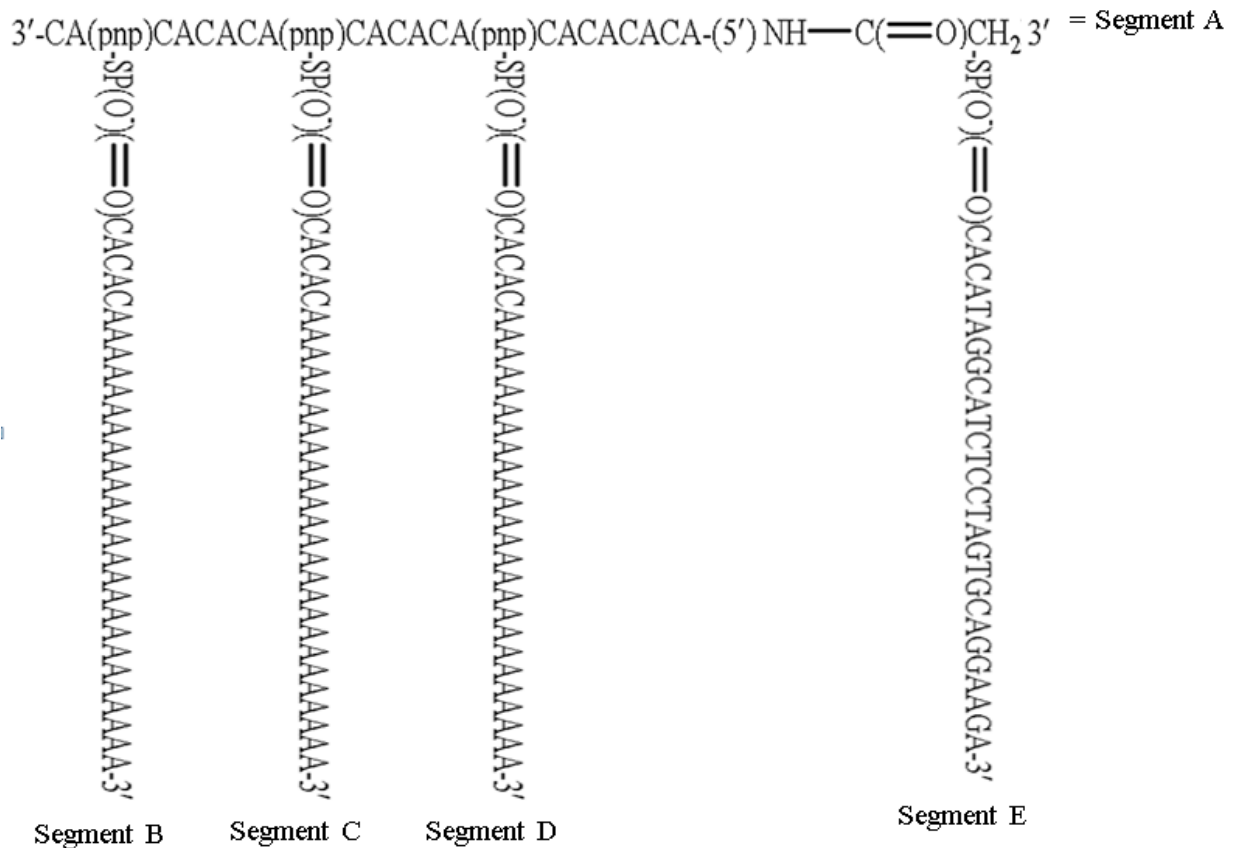 3′-CA(pnp)CACACA(pnp)CACACA(pnp)CACACACA-(5′) NH—C(=O)CH₂ 3′ = Segment A
-SP(O⁻)(=O)CACACAAAAAAAAAAAAAAAAAAAAAAAAA-3′
-SP(O⁻)(=O)CACACAAAAAAAAAAAAAAAAAAAAAAAAA-3′
-SP(O⁻)(=O)CACACAAAAAAAAAAAAAAAAAAAAAAAAA-3′
-SP(O⁻)(=O)CACATAGGCATCTCCTAGTGCAGGAAGA-3′
Segment B
Segment C
Segment D
Segment E